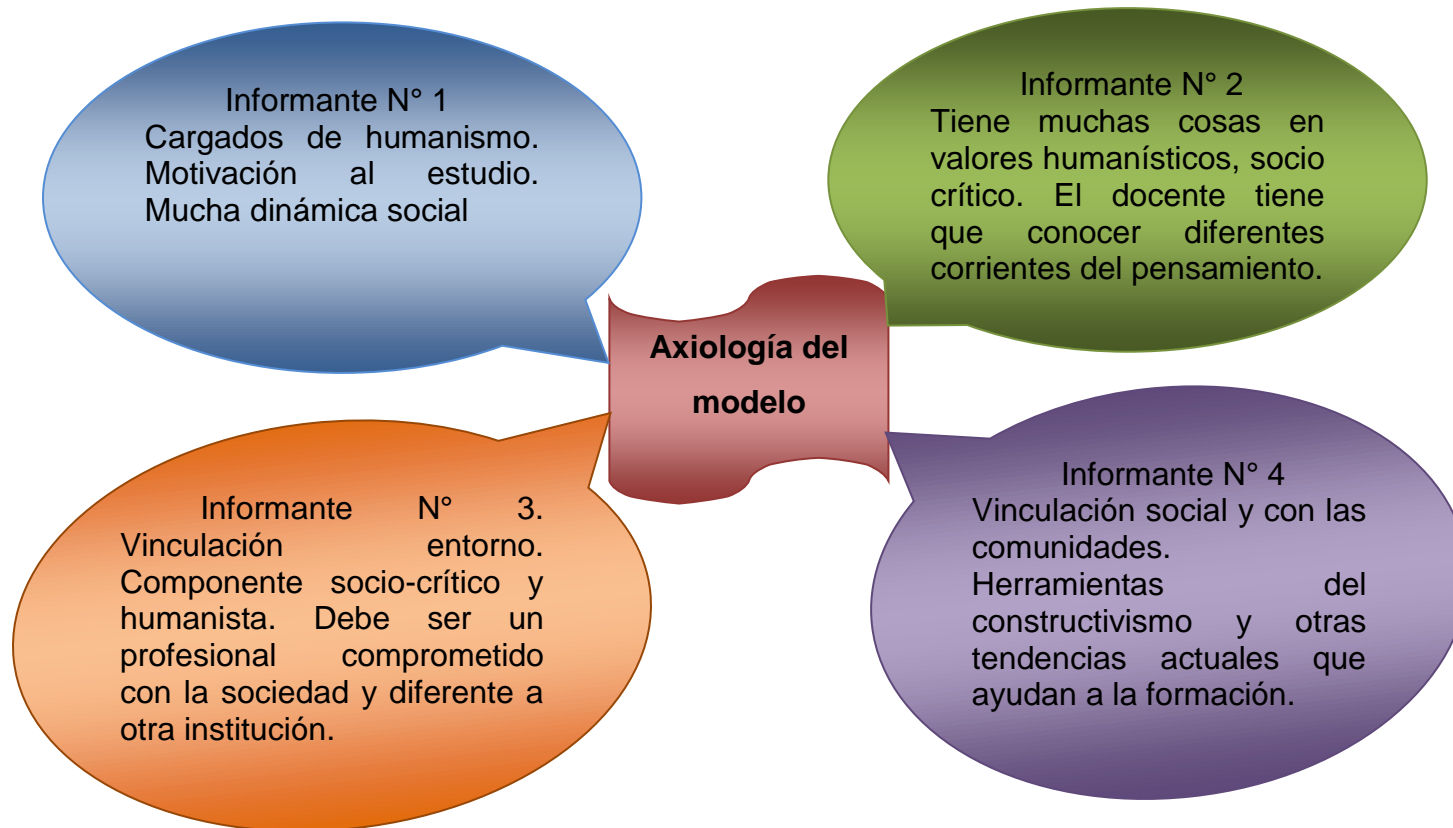 Informante N° 1
Cargados de humanismo.
Motivación al estudio.
Mucha dinámica social
Informante N° 2
Tiene muchas cosas en
valores humanísticos, socio
crítico. El docente tiene
que conocer diferentes
corrientes del pensamiento.
Axiología del
modelo
Informante N° 3.
Vinculación entorno.
Componente socio-crítico y
humanista. Debe ser un
profesional comprometido
con la sociedad y diferente a
otra institución.
Informante N° 4
Vinculación social y con las
comunidades.
Herramientas del
constructivismo y otras
tendencias actuales que
ayudan a la formación.